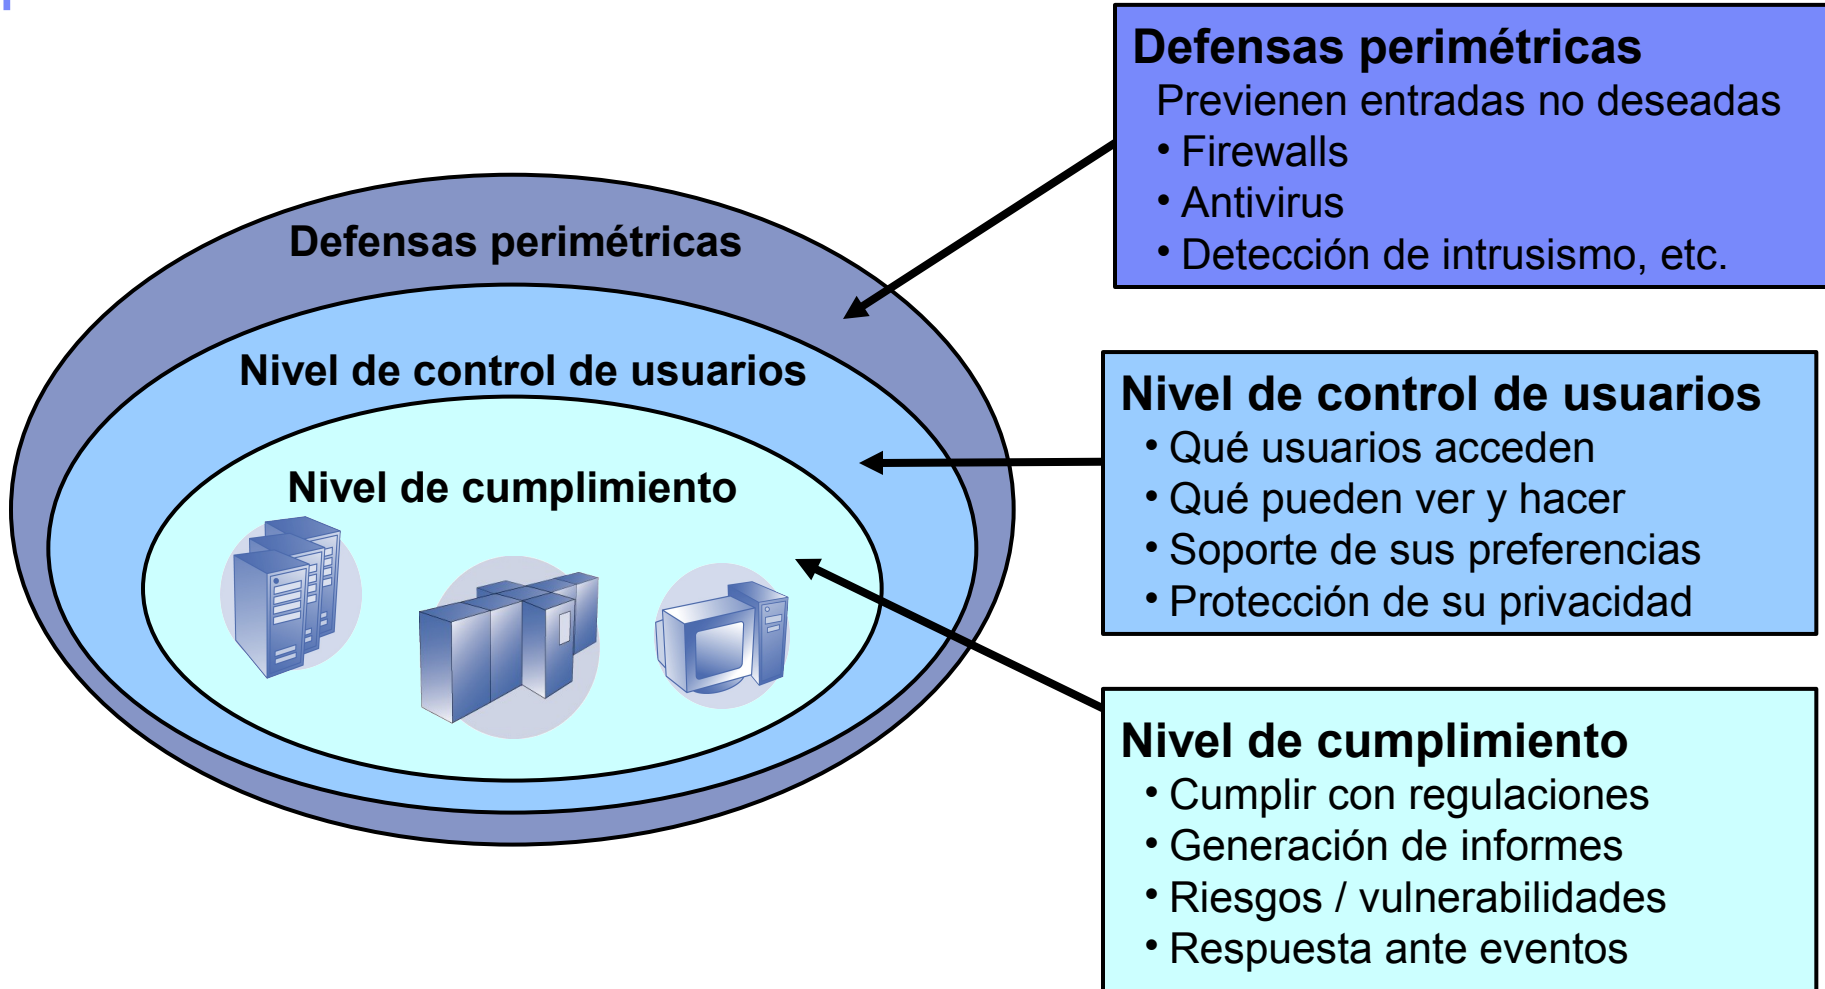 Defensas perimétricas
Previenen entradas no deseadas
• Firewalls
• Antivirus
• Detección de intrusismo, etc.
Defensas perimétricas
Nivel de control de usuarios
Nivel de cumplimiento
Nivel de control de usuarios
• Qué usuarios acceden
• Qué pueden ver y hacer
• Soporte de sus preferencias
• Protección de su privacidad
Nivel de cumplimiento
• Cumplir con regulaciones
• Generación de informes
• Riesgos / vulnerabilidades
• Respuesta ante eventos